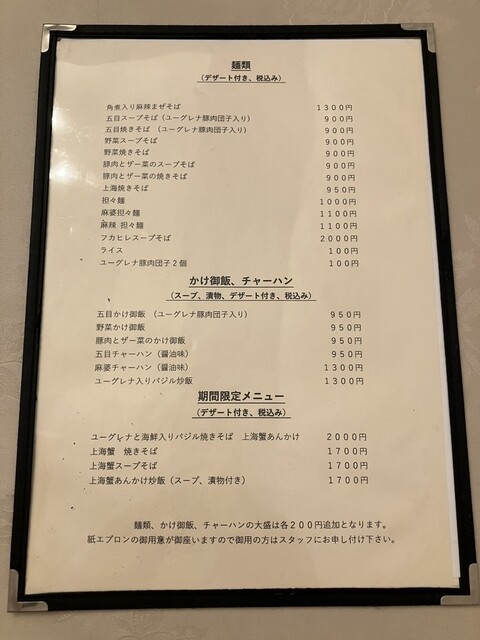 麺類
（デザート付き、税込み）
角煮入り麻辣まぜそば　１３００円
五目スープそば（ユーグレナ豚肉団子入り）　９００円
五目焼きそば　（ユーグレナ豚肉団子入り）　９００円
野菜スープそば　９００円
野菜焼きそば　９００円
豚肉とザー菜のスープそば　９００円
豚肉とザー菜の焼きそば　９００円
上海焼きそば　９５０円
担々麺　１０００円
麻婆担々麺　１１００円
麻辣 担々麺　１１００円
フカヒレスープそば　２０００円
ライス　１００円
ユーグレナ豚肉団子２個　１００円
かけ御飯、チャーハン
（スープ、漬物、デザート付き、税込み）
五目かけ御飯　（ユーグレナ豚肉団子入り）　９５０円
野菜かけ御飯　９５０円
豚肉とザー菜のかけ御飯　９５０円
五目チャーハン（醤油味）　９５０円
麻婆チャーハン（醤油味）　１３００円
ユーグレナ入りバジル炒飯　１３００円
期間限定メニュー
（デザート付き、税込み）
ユーグレナと海鮮入りバジル焼きそば　上海蟹あんかけ　２０００円
上海蟹　焼きそば　１７００円
上海蟹スープそば　１７００円
上海蟹あんかけ炒飯（スープ、漬物付き）　１７００円
麺類、かけ御飯、チャーハンの大盛は各２００円追加となります。
紙エプロンの御用意が御座いますので御用の方はスタッフにお申し付け下さい。